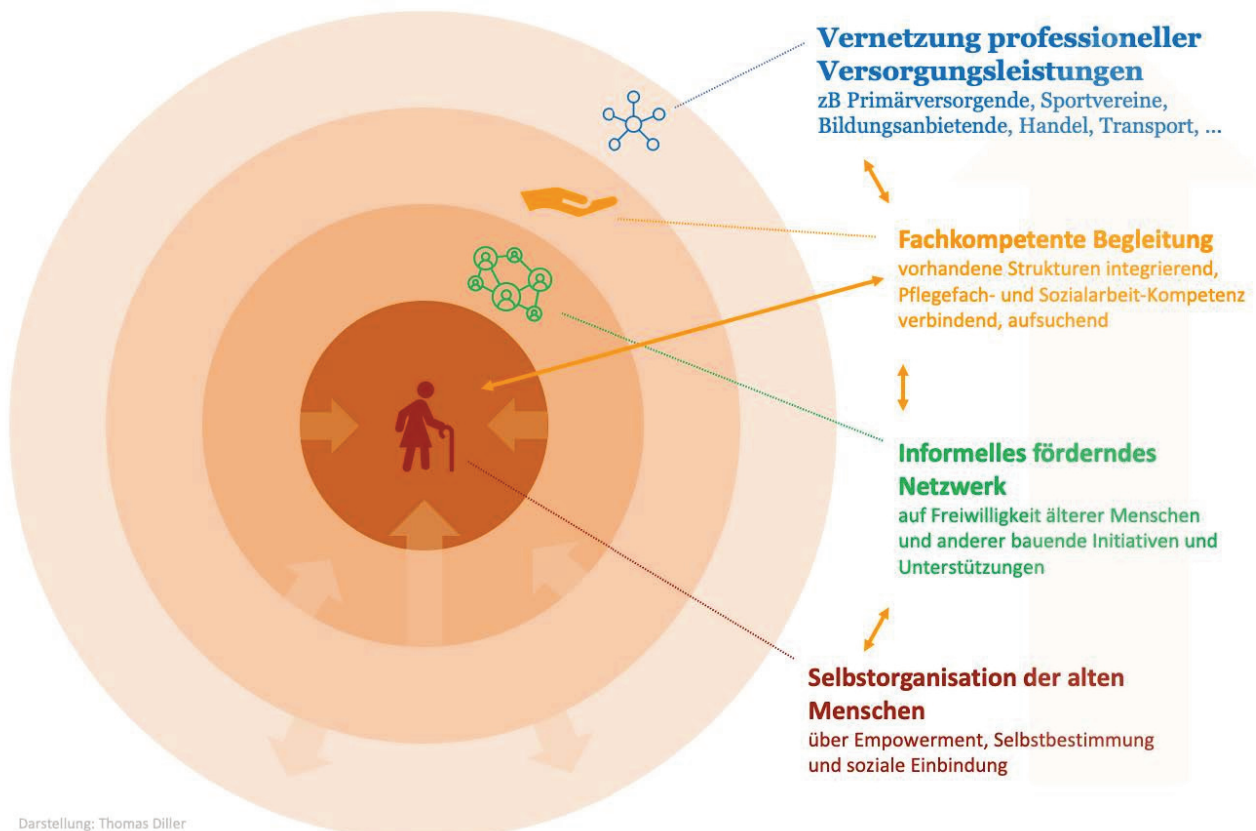 Vernetzung professioneller
Versorgungsleistungen
zB Primärversorgende, Sportvereine,
Bildungsanbietende, Handel, Transport, ...
Fachkompetente Begleitung
vorhandene Strukturen integrierend,
Pflegefach- und Sozialarbeit-Kompetenz
verbindend, aufsuchend
Informelles förderndes
Netzwerk
auf Freiwilligkeit älterer Menschen
und anderer bauende Initiativen und
Unterstützungen
Selbstorganisation der alten
Menschen
über Empowerment, Selbstbestimmung
und soziale Einbindung
Darstellung: Thomas Diller